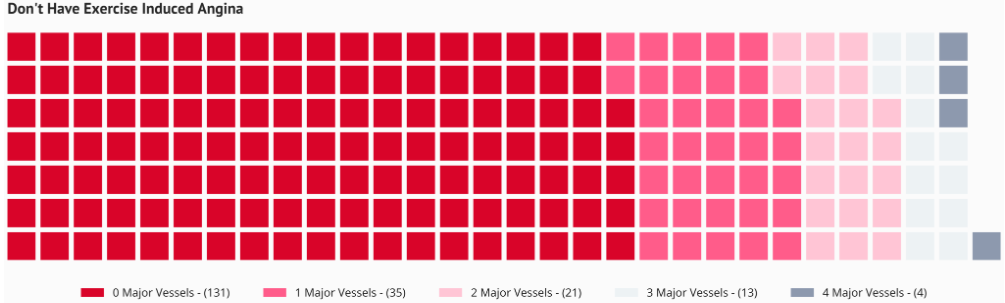 Don't Have Exercise Induced Angina
0 Major Vessels - (131) 1 Major Vessels - (35) 2 Major Vessels - (21) 3 Major Vessels - (13) 4 Major Vessels - (4)